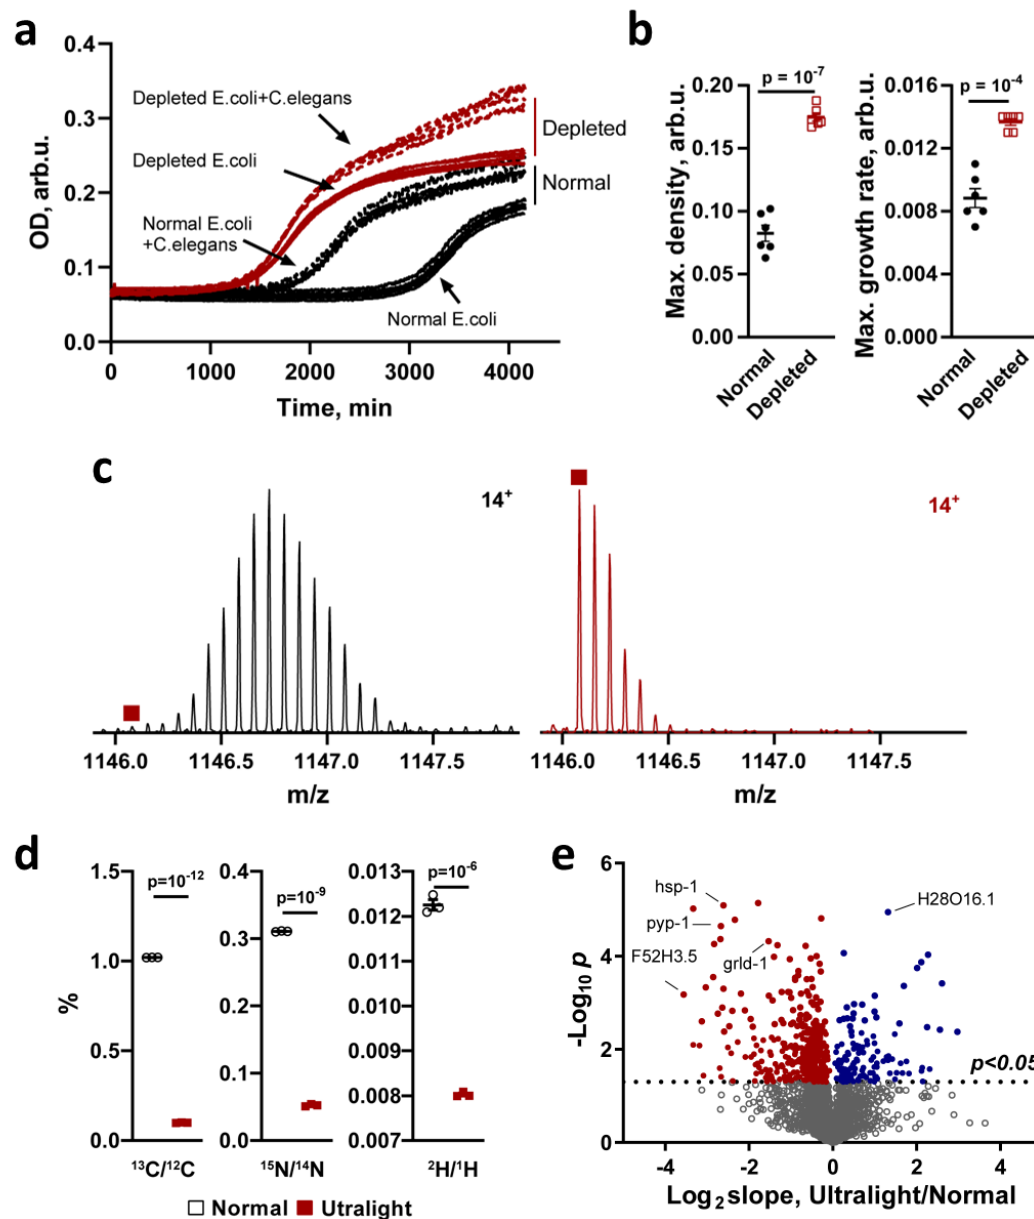 a
0.4
0.3
0.2
0.1
0.0
OD, arb.u.
0
1000
2000
3000
4000
Time, min
Depleted E.coli+C.elegans
Depleted E.coli
Normal E.coli
+C.elegans
Normal E.coli
Depleted
Normal
b
0.20
0.15
0.10
0.05
0.00
Max. density, arb.u.
p = 10⁻⁷
Normal
Depleted
0.016
0.012
0.008
0.004
0.000
Max. growth rate, arb.u.
p = 10⁻⁴
Normal
Depleted
c
14⁺
1146.0
1146.5
1147.0
1147.5
m/z
14⁺
1146.0
1146.5
1147.0
1147.5
m/z
d
1.5
1.0
0.5
0.0
%
p=10⁻¹²
¹³C/¹²C
0.4
0.3
0.2
0.1
0.0
p=10⁻⁹
¹⁵N/¹⁴N
0.013
0.012
0.011
0.010
0.009
0.008
0.007
p=10⁻⁶
²H/¹H
Normal
Utralight
e
6
4
2
0
-Log₁₀ p
hsp-1
pyp-1
F52H3.5
grld-1
H28O16.1
p<0.05
-4
-2
0
2
4
Log₂ slope, Ultralight/Normal